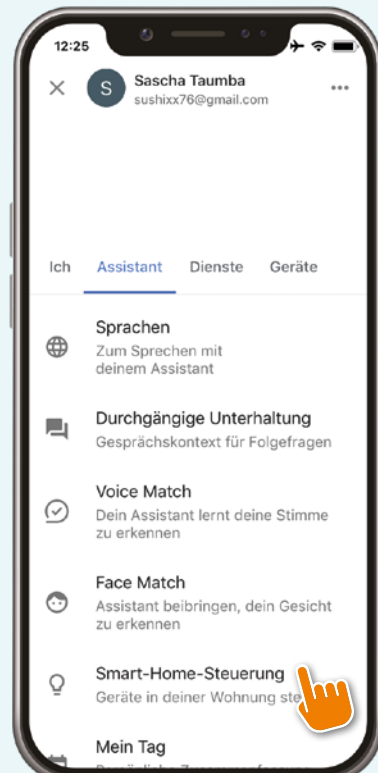 12:25
S
Sascha Taumba
sushixx76@gmail.com
Ich Assistant Dienste Geräte
Sprachen
Zum Sprechen mit
deinem Assistant
Durchgängige Unterhaltung
Gesprächskontext für Folgefragen
Voice Match
Dein Assistant lernt deine Stimme
zu erkennen
Face Match
Assistant beibringen, dein Gesicht
zu erkennen
Smart-Home-Steuerung
Geräte in deiner Wohnung
Mein Tag